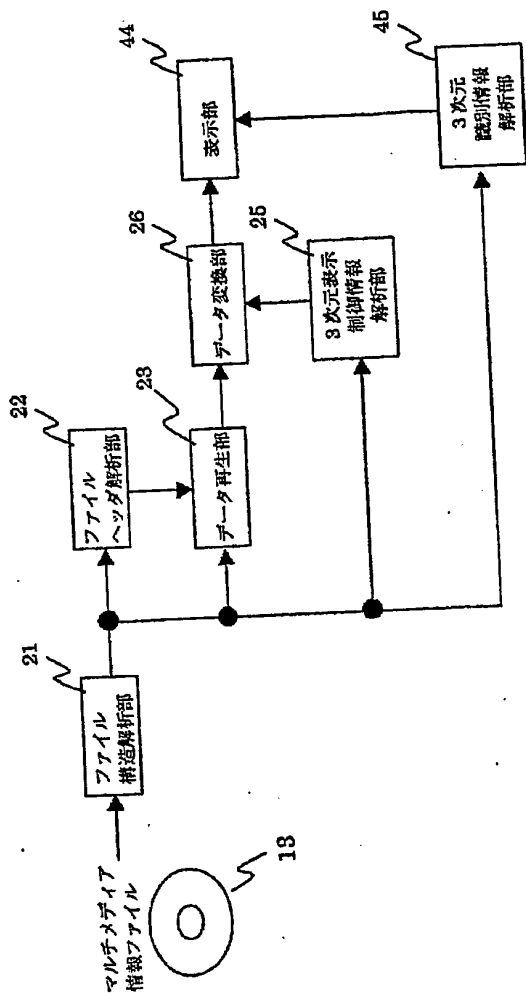 マルチメディア
情報ファイル
13
21
ファイル
構造解析部
22
ファイル
ヘッダ解析部
23
データ再生部
26
データ変換部
25
3次元表示
制御情報
解析部
44
表示部
45
3次元
識別情報
解析部